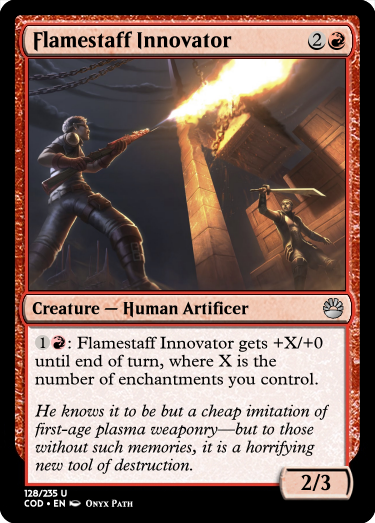 Flamestaff Innovator 2
1: Flamestaff Innovator gets +X/+0
until end of turn, where X is the
number of enchantments you control.
He knows it to be but a cheap imitation of
first-age plasma weaponry—but to those
without such memories, it is a horrifying
new tool of destruction.
Creature — Human Artificer
2/3
128/235 U
COD • EN Onyx Path